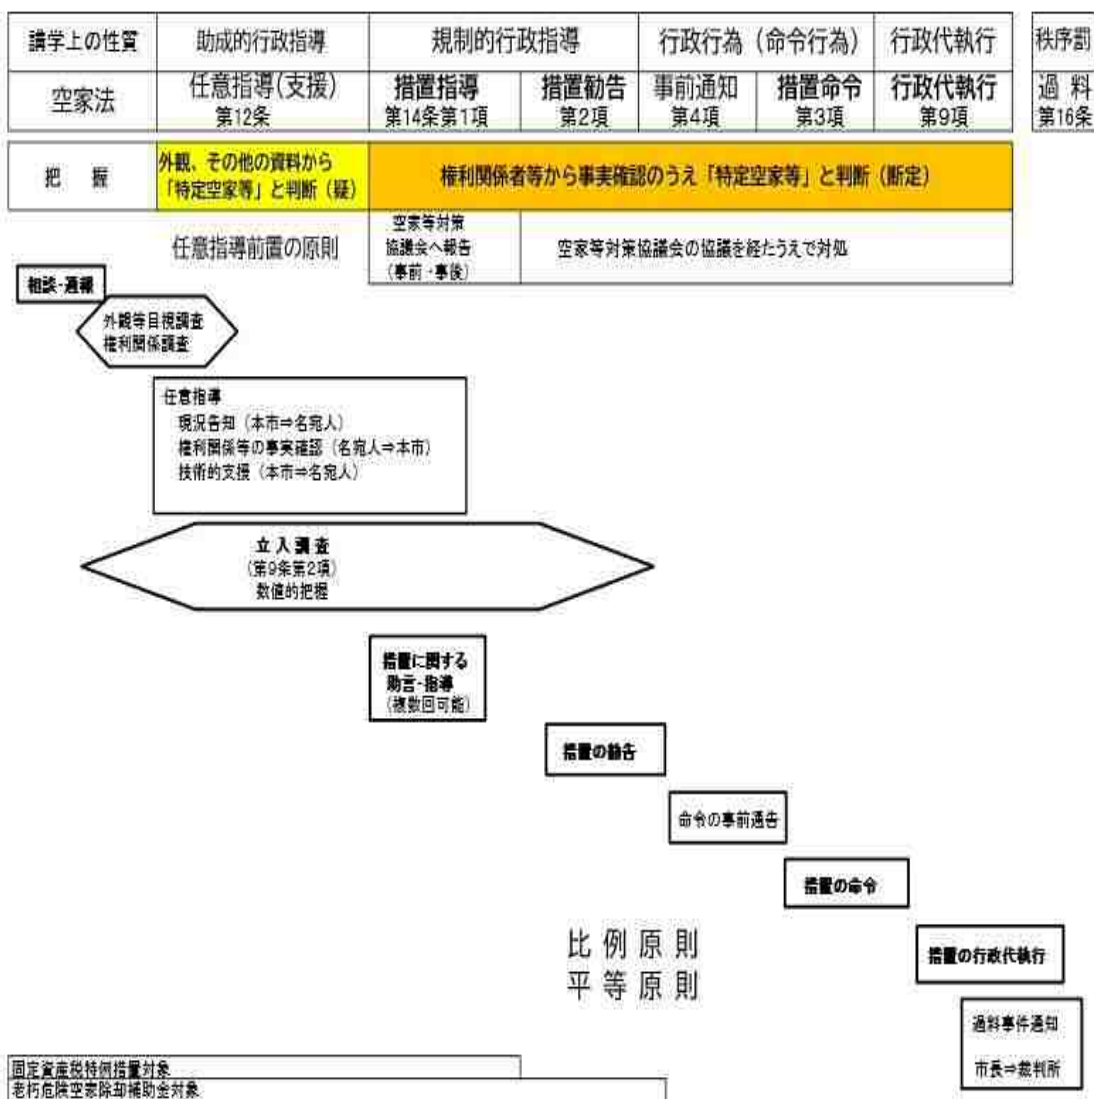 講学上の性質 助成的行政指導 規制的行政指導 行政行為（命令行為） 行政代執行 秩序罰
空家法 任意指導(支援) 措置指導 措置勧告 事前通知 措置命令 行政代執行 過 料
第12条 第14条第1項 第2項 第4項 第3項 第9項 第16条
把 握 外観、その他の資料から
「特定空家等」と判断（疑） 権利関係者等から事実確認のうえ「特定空家等」と判断（断定）
任意指導前置の原則 空家等対策
協議会へ報告
（事前・事後） 空家等対策協議会の協議を経たうえで対処
相談・通報
外観等目視調査
権利関係調査
任意指導
現況告知（本市⇒名宛人）
権利関係等の事実確認（名宛人⇒本市）
技術的支援（本市⇒名宛人）
立入調査
(第9条第2項)
数値的把握
措置に関する
助言・指導
（複数回可能）
措置の勧告
命令の事前通告
措置の命令
比例原則
平等原則
措置の行政代執行
過料事件通知
市長⇒裁判所
固定資産税特例措置対象
老朽危険空家除却補助金対象